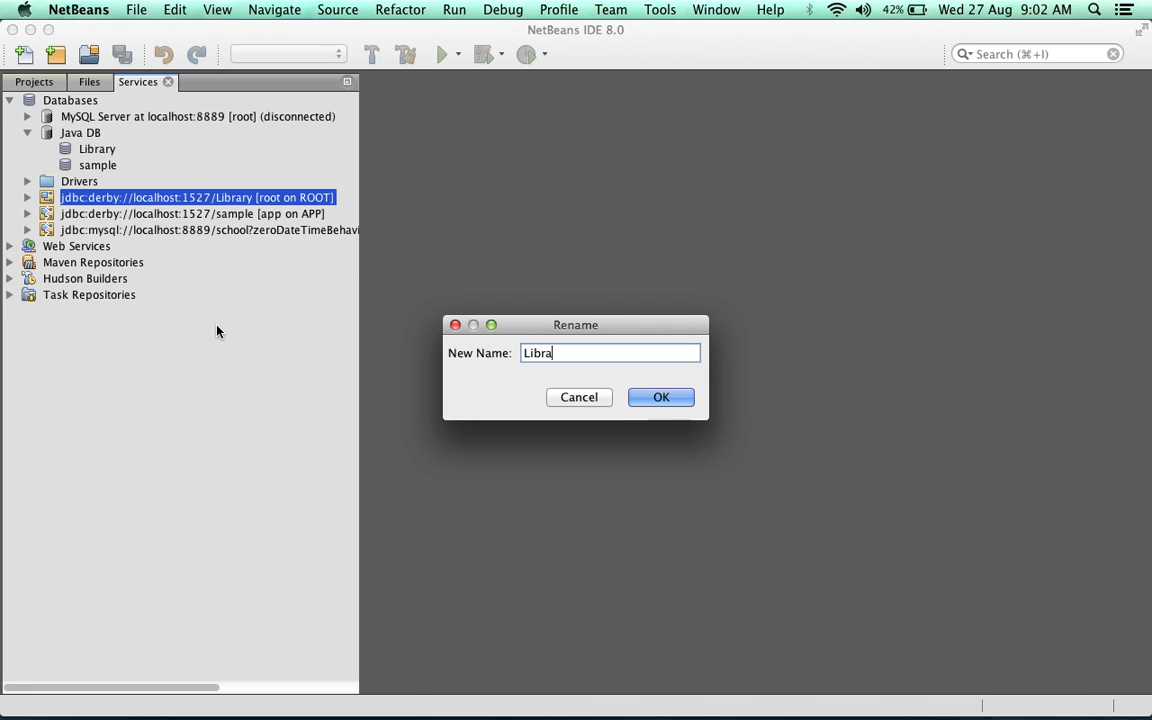 NetBeans File Edit View Navigate Source Refactor Run Debug Profile Team Tools Window Help 42% Wed 27 Aug 9:02 AM
NetBeans IDE 8.0
Search (⌘+I)
Projects Files Services
Databases
MySQL Server at localhost:8889 [root] (disconnected)
Java DB
Library
sample
Drivers
jdbc:derby://localhost:1527/Library [root on ROOT]
jdbc:derby://localhost:1527/sample [app on APP]
jdbc:mysql://localhost:8889/school?zeroDateTimeBehavi
Web Services
Maven Repositories
Hudson Builders
Task Repositories
Rename
New Name: Libra
Cancel OK